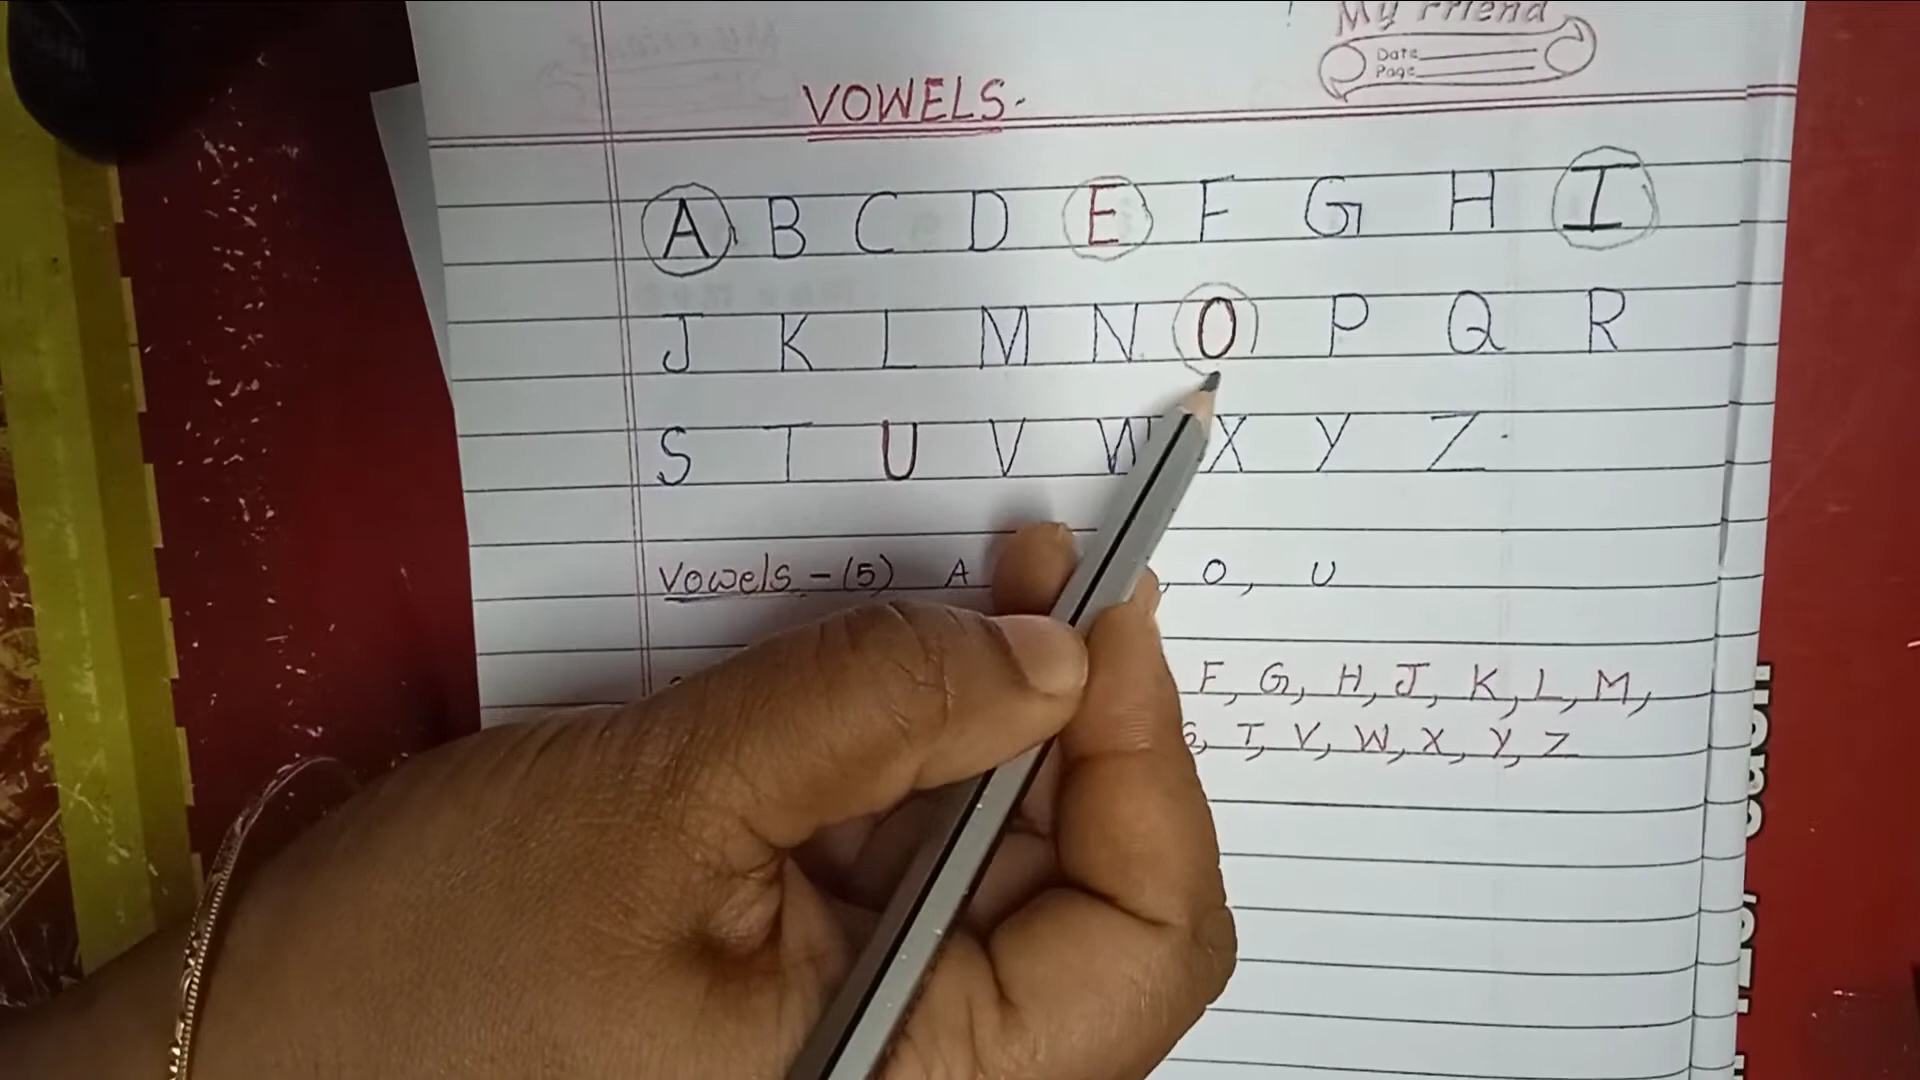 My Friend
Date
Page
VOWELS.
A B C D E F G H I
J K L M N O P Q R
S T U V W X Y Z.
Vowels - (5) A , O, U
F, G, H, J, K, L, M,
S, T, V, W, X, Y, Z